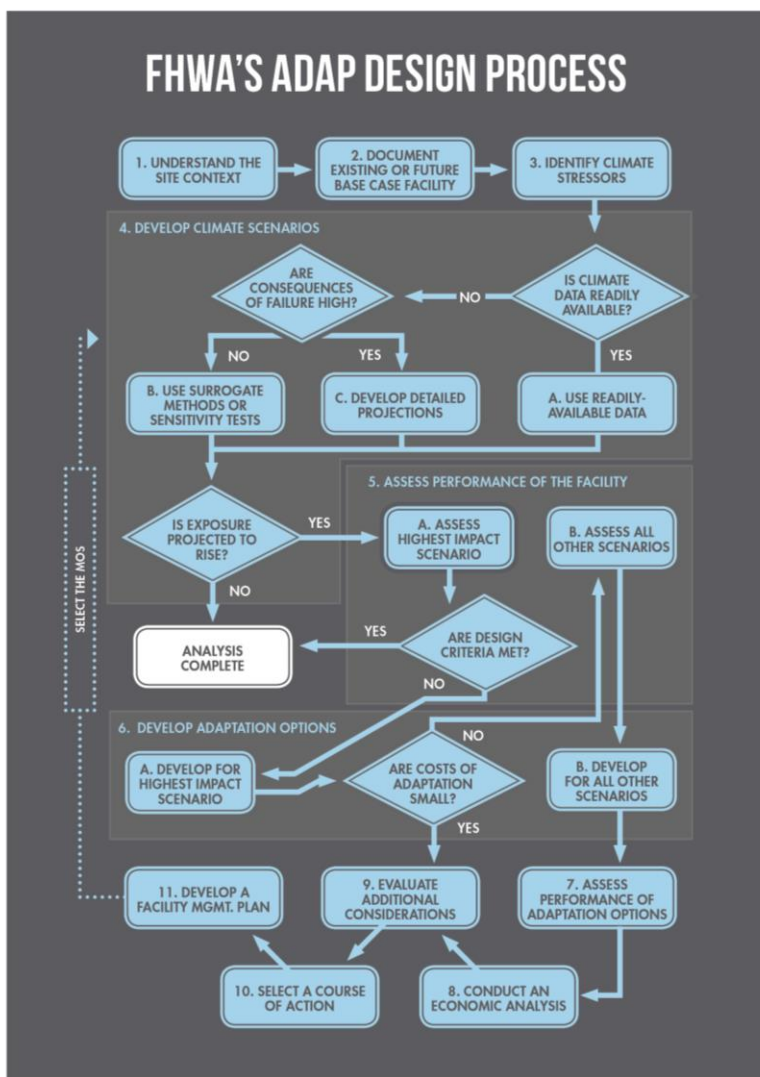 FHWA'S ADAP DESIGN PROCESS
1. UNDERSTAND THE
SITE CONTEXT
2. DOCUMENT
EXISTING OR FUTURE
BASE CASE FACILITY
3. IDENTIFY CLIMATE
STRESSORS
4. DEVELOP CLIMATE SCENARIOS
ARE
CONSEQUENCES
OF FAILURE HIGH?
NO
IS CLIMATE
DATA READILY
AVAILABLE?
NO
YES
YES
B. USE SURROGATE
METHODS OR
SENSITIVITY TESTS
C. DEVELOP DETAILED
PROJECTIONS
A. USE READILY-
AVAILABLE DATA
5. ASSESS PERFORMANCE OF THE FACILITY
IS EXPOSURE
PROJECTED TO
RISE?
YES
A. ASSESS
HIGHEST IMPACT
SCENARIO
B. ASSESS ALL
OTHER SCENARIOS
NO
SELECT THE MOS
ANALYSIS
COMPLETE
YES
ARE DESIGN
CRITERIA MET?
NO
6. DEVELOP ADAPTATION OPTIONS
NO
A. DEVELOP FOR
HIGHEST IMPACT
SCENARIO
ARE COSTS OF
ADAPTATION
SMALL?
B. DEVELOP
FOR ALL OTHER
SCENARIOS
YES
11. DEVELOP A
FACILITY MGMT. PLAN
9. EVALUATE
ADDITIONAL
CONSIDERATIONS
7. ASSESS
PERFORMANCE OF
ADAPTATION OPTIONS
10. SELECT A COURSE
OF ACTION
8. CONDUCT AN
ECONOMIC ANALYSIS